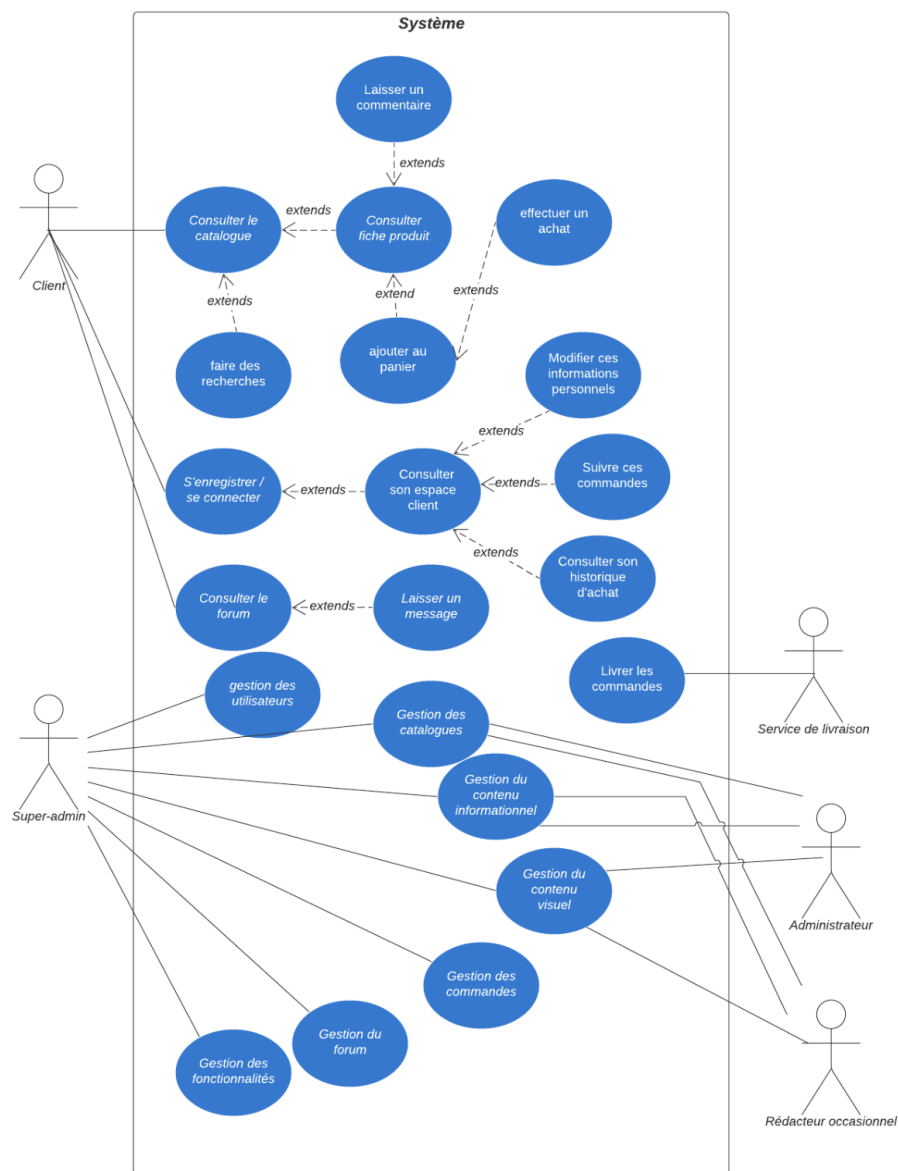 Système
Laisser un
commentaire
extends
Consulter le
catalogue
extends
Consulter
fiche produit
effectuer un
achat
Client
extends
extend
extends
faire des
recherches
ajouter au
panier
Modifier ces
informations
personnels
extends
S'enregistrer /
se connecter
extends
Consulter
son espace
client
extends
Suivre ces
commandes
extends
Consulter son
historique
d'achat
Consulter le
forum
extends
Laisser un
message
gestion des
utilisateurs
Livrer les
commandes
Service de livraison
Gestion des
catalogues
Super-admin
Gestion du
contenu
informationnel
Gestion du
contenu
visuel
Administrateur
Gestion des
commandes
Gestion du
forum
Gestion des
fonctionnalités
Rédacteur occasionnel